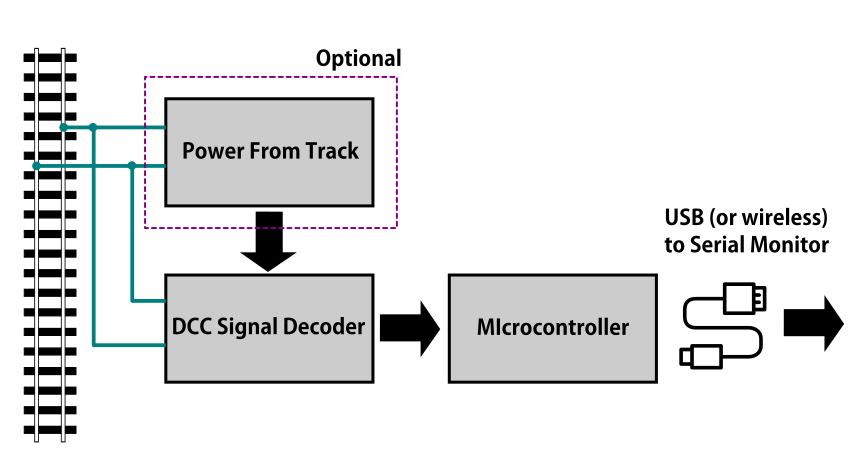 Optional
Power From Track
USB (or wireless)
to Serial Monitor
DCC Signal Decoder
MIcrocontroller